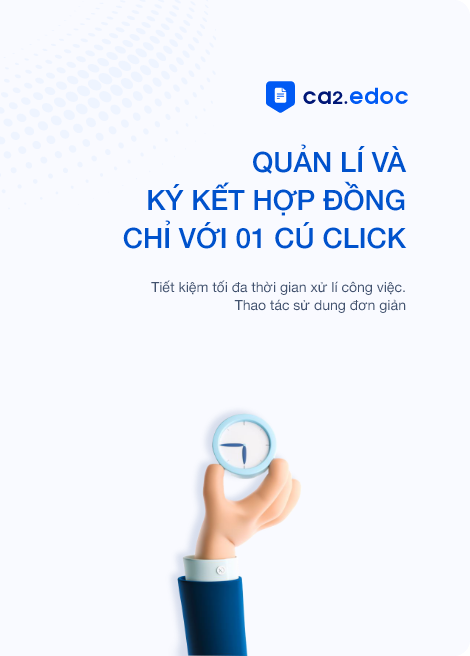 ca2.edoc
QUẢN LÍ VÀ
KÝ KẾT HỢP ĐỒNG
CHỈ VỚI 01 CÚ CLICK
Tiết kiệm tối đa thời gian xử lí công việc.
Thao tác sử dung đơn giản